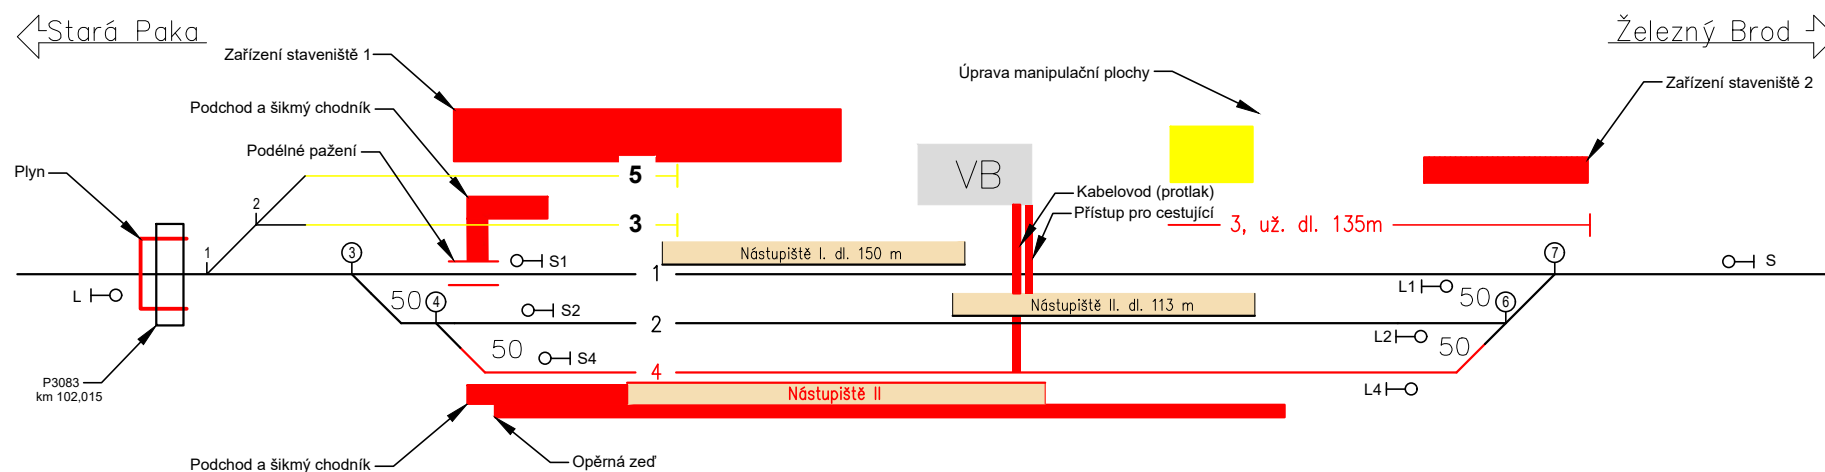 Stará Paka
Železný Brod
Zařízení staveniště 1
Úprava manipulační plochy
Zařízení staveniště 2
Podchod a šikmý chodník
Podélné pažení
Plyn
5
VB
Kabelovod (protlak)
Přístup pro cestující
2
3
3, už. dl. 135m
1
3
Nástupiště I. dl. 150 m
7
S1
1
S
L
L1
50
4
S2
50
6
Nástupiště II. dl. 113 m
2
L2
50
S4
50
4
L4
P3083
km 102,015
Nástupiště II
Podchod a šikmý chodník
Opěrná zeď